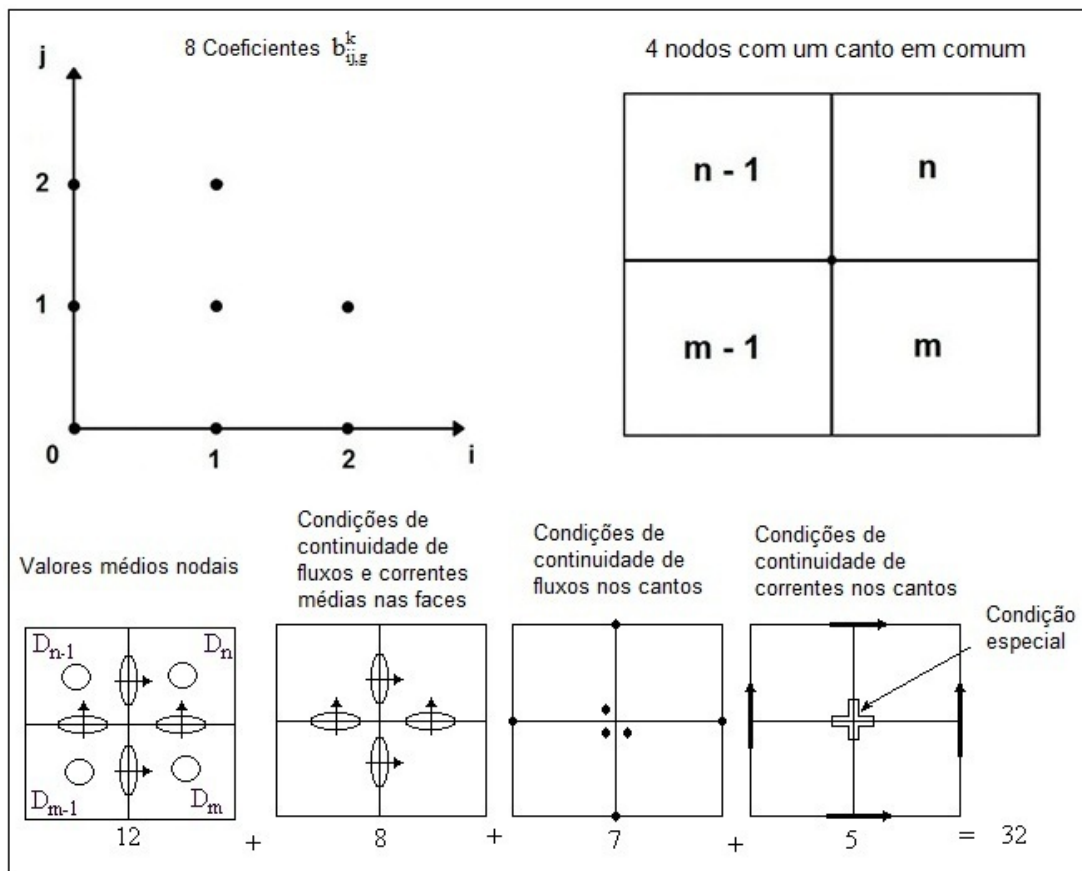 8 Coeficientes b^k_{ij,g}
j
2
1
0
1
2
i
4 nodos com um canto em comum
n - 1
n
m - 1
m
Valores médios nodais
Condições de
continuidade de
fluxos e correntes
médias nas faces
Condições de
continuidade de
fluxos nos cantos
Condições de
continuidade de
correntes nos cantos
Condição
especial
D_{n-1}
D_n
D_{m-1}
D_m
12 + 8 + 7 + 5 = 32